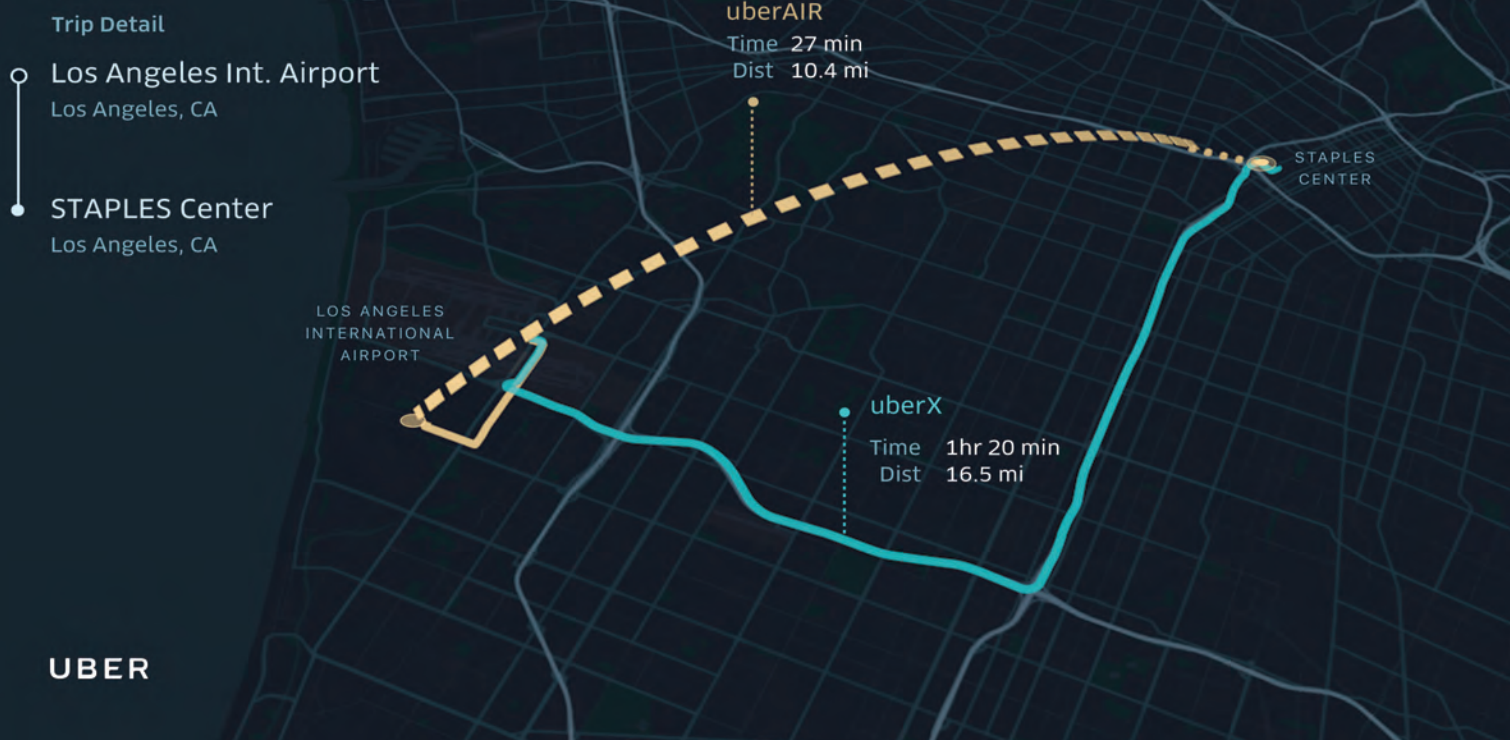 Trip Detail
Los Angeles Int. Airport
Los Angeles, CA
STAPLES Center
Los Angeles, CA
uberAIR
Time 27 min
Dist 10.4 mi
STAPLES
CENTER
LOS ANGELES
INTERNATIONAL
AIRPORT
uberX
Time 1hr 20 min
Dist 16.5 mi
UBER